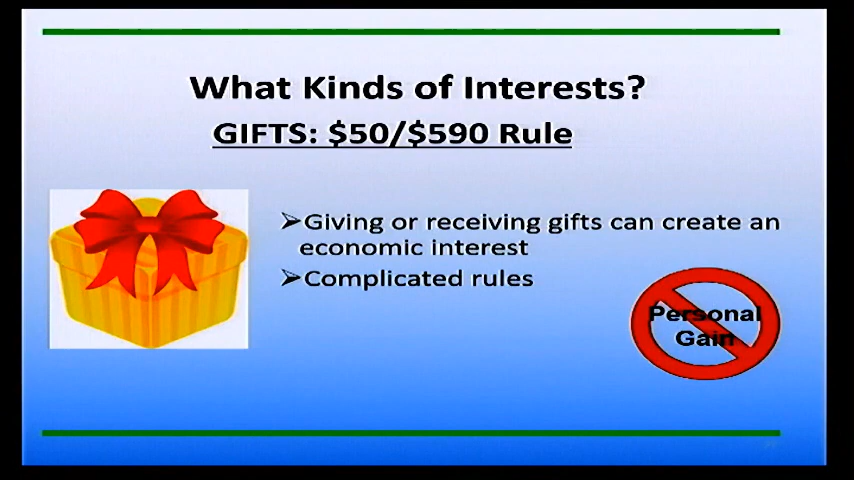 What Kinds of Interests?
GIFTS: $50/$590 Rule
➢Giving or receiving gifts can create an
economic interest
➢Complicated rules
Personal
Gain